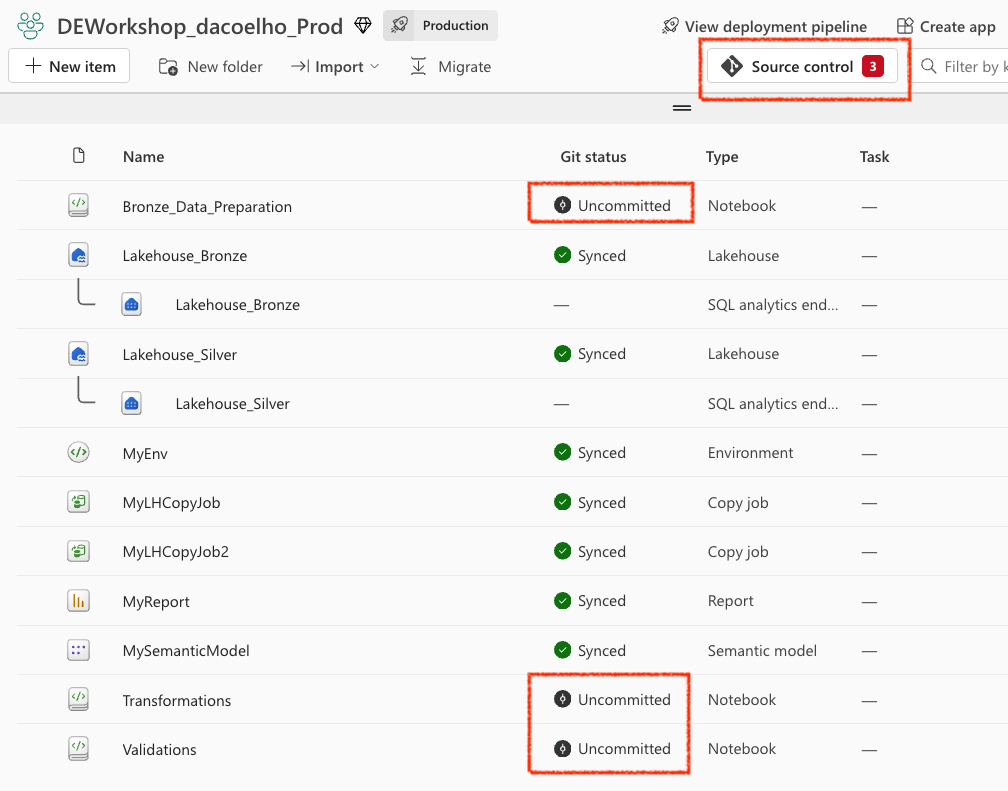 DEWorkshop_dacoelho_Prod Production View deployment pipeline Create app
New item New folder Import Migrate Source control 3 Filter by k
Name Git status Type Task
Bronze_Data_Preparation Uncommitted Notebook —
Lakehouse_Bronze Synced Lakehouse —
Lakehouse_Bronze — SQL analytics end... —
Lakehouse_Silver Synced Lakehouse —
Lakehouse_Silver — SQL analytics end... —
MyEnv Synced Environment —
MyLHCopyJob Synced Copy job —
MyLHCopyJob2 Synced Copy job —
MyReport Synced Report —
MySemanticModel Synced Semantic model —
Transformations Uncommitted Notebook —
Validations Uncommitted Notebook —